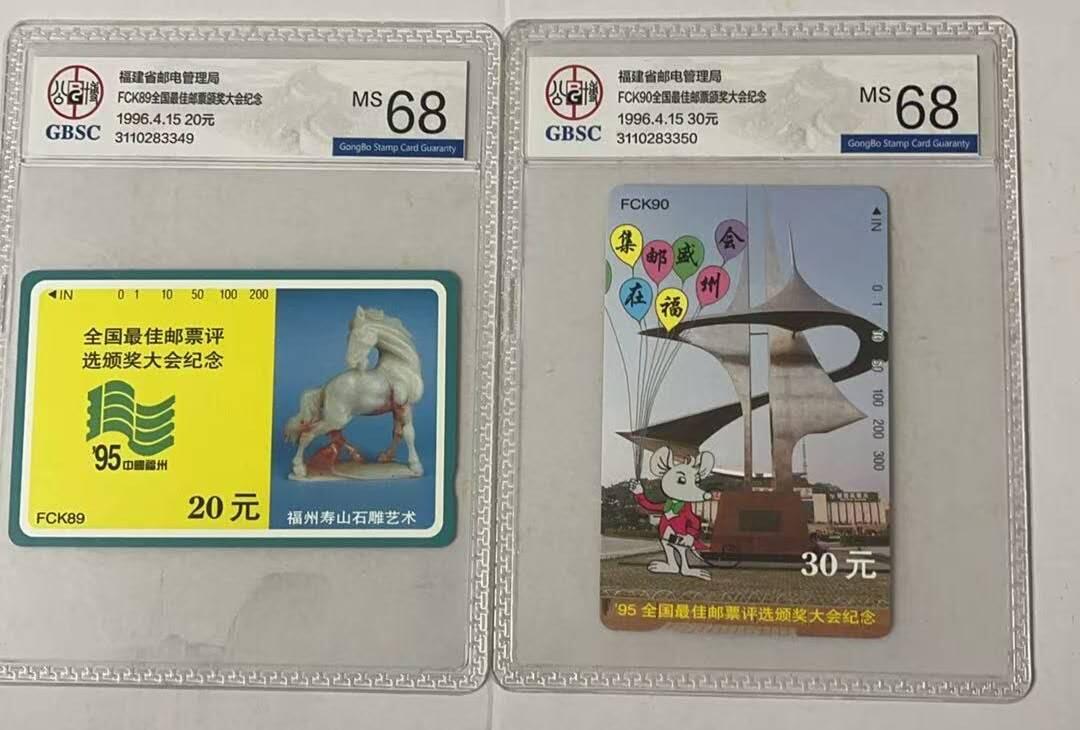 福建省邮电管理局
FCK89全国最佳邮票颁奖大会纪念
1996.4.15 20元
3110283349
MS 68
GBSC
GongBo Stamp Card Guaranty
◀IN 0 1 10 50 100 200
全国最佳邮票评
选颁奖大会纪念
'95 中国福州
FCK89
20 元
福州寿山石雕艺术
福建省邮电管理局
FCK90全国最佳邮票颁奖大会纪念
1996.4.15 30元
3110283350
MS 68
GBSC
GongBo Stamp Card Guaranty
FCK90
◀IN 0 1 10 50 100 200 300
集邮盛会
在福州
30 元
'95 全国最佳邮票评选颁奖大会纪念